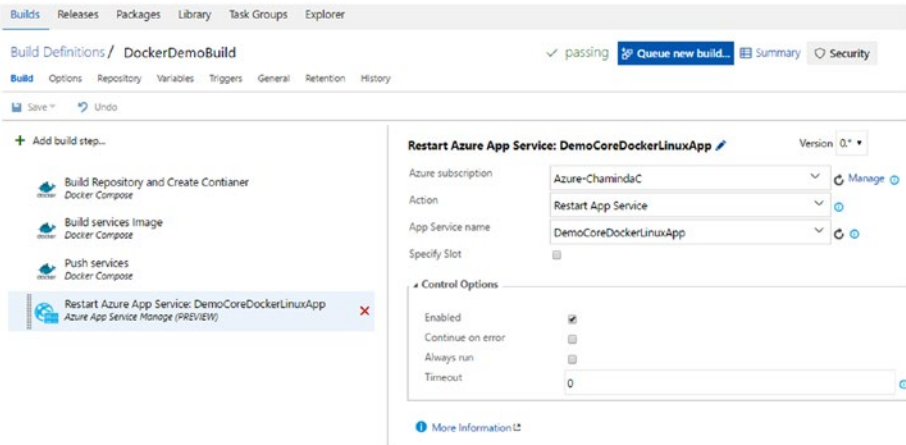 Builds Releases Packages Library Task Groups Explorer
Build Definitions / DockerDemoBuild
passing Queue new build... Summary Security
Build Options Repository Variables Triggers General Retention History
Save Undo
Add build step...
Build Repository and Create Contianer
Docker Compose
Build services Image
Docker Compose
Push services
Docker Compose
Restart Azure App Service: DemoCoreDockerLinuxApp
Azure App Service Manage (PREVIEW)
Restart Azure App Service: DemoCoreDockerLinuxApp Version 0.*
Azure subscription Azure-ChamindaC Manage
Action Restart App Service
App Service name DemoCoreDockerLinuxApp
Specify Slot
Control Options
Enabled
Continue on error
Always run
Timeout 0
More Information